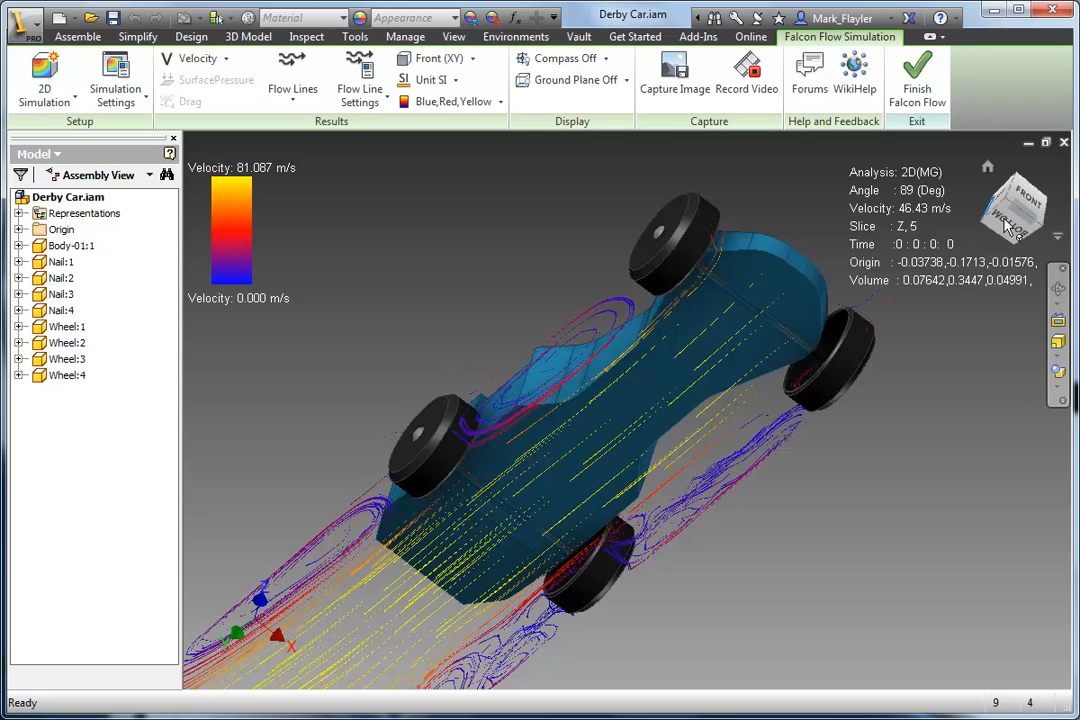 Material
Appearance
Derby Car.iam
Mark_Flayler
PRO
Assemble Simplify Design 3D Model Inspect Tools Manage View Environments Vault Get Started Add-Ins Online Falcon Flow Simulation
2D Simulation
Simulation Settings
Velocity
SurfacePressure
Drag
Flow Lines
Flow Line Settings
Front (XY)
Unit SI
Blue,Red,Yellow
Compass Off
Ground Plane Off
Capture Image
Record Video
Forums
WikiHelp
Finish Falcon Flow
Setup
Results
Display
Capture
Help and Feedback
Exit
Model
Assembly View
Derby Car.iam
Representations
Origin
Body-01:1
Nail:1
Nail:2
Nail:3
Nail:4
Wheel:1
Wheel:2
Wheel:3
Wheel:4
Velocity: 81.087 m/s
Velocity: 0.000 m/s
Analysis: 2D(MG)
Angle : 89 (Deg)
Velocity: 46.43 m/s
Slice : Z, 5
Time :0 : 0 : 0: 0
Origin : -0.03738,-0.1713,-0.01576,
Volume : 0.07642,0.3447,0.04991,
FRONT
BOTTOM
Z
X
Ready
9 4